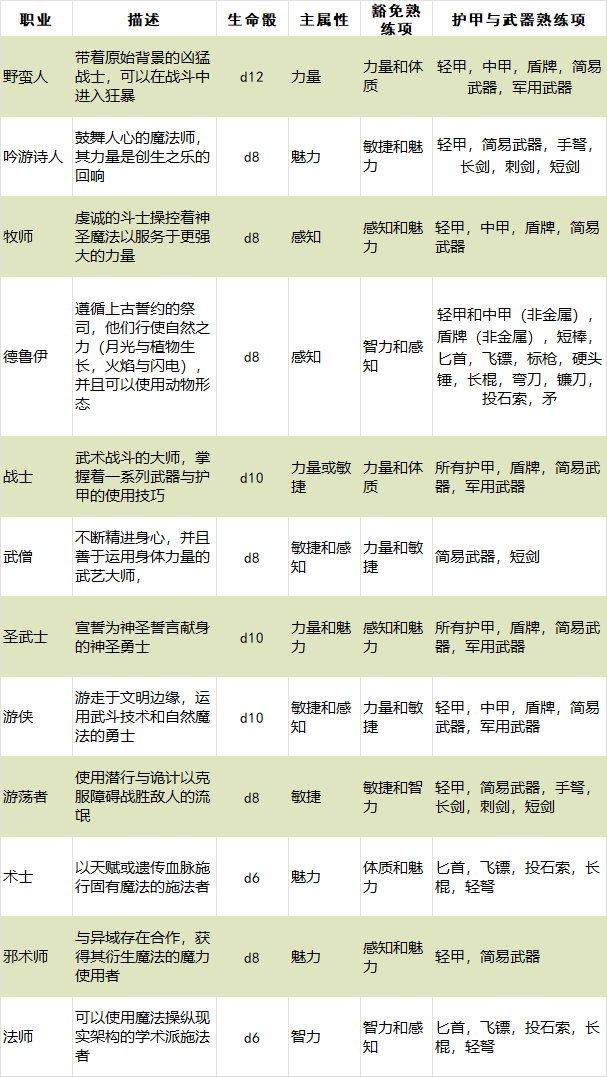 职业 描述 生命骰 主属性 豁免熟练项 护甲与武器熟练项
野蛮人
带着原始背景的凶猛
战士，可以在战斗中
进入狂暴
d12
力量
力量和体
质
轻甲，中甲，盾牌，简易
武器，军用武器
吟游诗人
鼓舞人心的魔法师，
其力量是创生之乐的
回响
d8
魅力
敏捷和魅
力
轻甲，简易武器，手弩，
长剑，刺剑，短剑
牧师
虔诚的斗士操控着神
圣魔法以服务于更强
大的力量
d8
感知
感知和魅
力
轻甲，中甲，盾牌，简易
武器
德鲁伊
遵循上古誓约的祭
司，他们行使自然之
力（月光与植物生
长，火焰与闪电），
并且可以使用动物形
态
d8
感知
智力和感
知
轻甲和中甲（非金属），
盾牌（非金属），短棒，
匕首，飞镖，标枪，硬头
锤，长棍，弯刀，镰刀，
投石索，矛
战士
武术战斗的大师，掌
握着一系列武器与护
甲的使用技巧
d10
力量或敏
捷
力量和体
质
所有护甲，盾牌，简易武
器，军用武器
武僧
不断精进身心，并且
善于运用身体力量的
武艺大师，
d8
敏捷和感
知
力量和敏
捷
简易武器，短剑
圣武士
宣誓为神圣誓言献身
的神圣勇士
d10
力量和魅
力
感知和魅
力
所有护甲，盾牌，简易武
器，军用武器
游侠
游走于文明边缘，运
用武斗技术和自然魔
法的勇士
d10
敏捷和感
知
力量和敏
捷
轻甲，中甲，盾牌，简易
武器，军用武器
游荡者
使用潜行与诡计以克
服障碍战胜敌人的流
氓
d8
敏捷
敏捷和智
力
轻甲，简易武器，手弩，
长剑，刺剑，短剑
术士
以天赋或遗传血脉施
行固有魔法的施法者
d6
魅力
体质和魅
力
匕首，飞镖，投石索，长
棍，轻弩
邪术师
与异域存在合作，获
得其衍生魔法的魔力
使用者
d8
魅力
感知和魅
力
轻甲，简易武器
法师
可以使用魔法操纵现
实架构的学术派施法
者
d6
智力
智力和感
知
匕首，飞镖，投石索，长
棍，轻弩